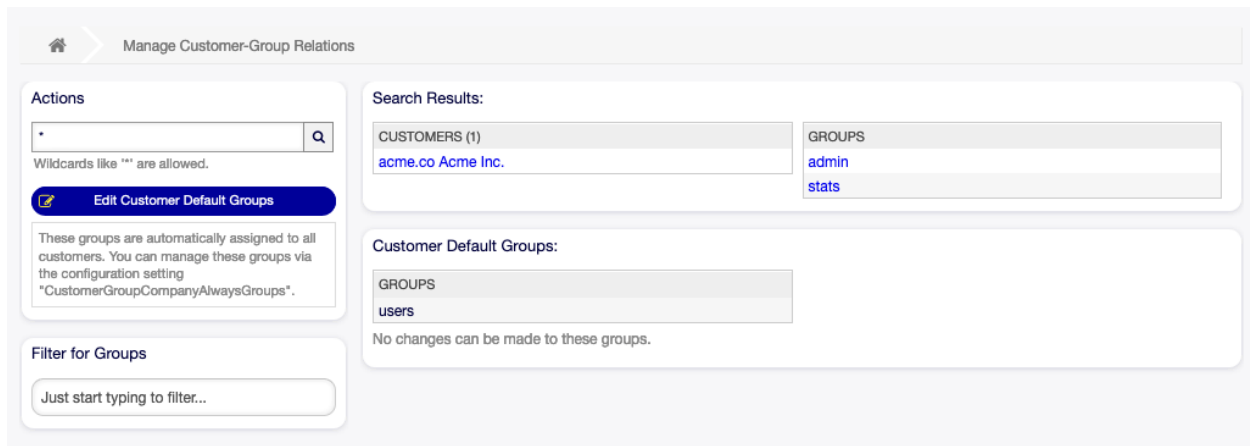 Manage Customer-Group Relations
Actions
*
Wildcards like '*' are allowed.
Edit Customer Default Groups
These groups are automatically assigned to all
customers. You can manage these groups via
the configuration setting
"CustomerGroupCompanyAlwaysGroups".
Filter for Groups
Just start typing to filter...
Search Results:
CUSTOMERS (1)
acme.co Acme Inc.
GROUPS
admin
stats
Customer Default Groups:
GROUPS
users
No changes can be made to these groups.